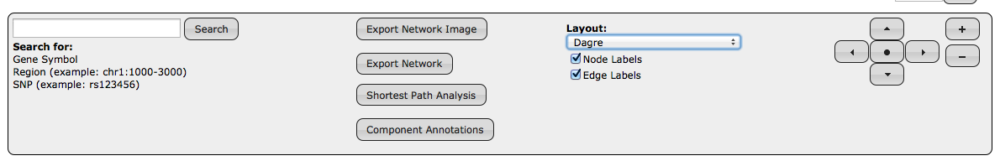 Search
Search for:
Gene Symbol
Region (example: chr1:1000-3000)
SNP (example: rs123456)
Export Network Image
Export Network
Shortest Path Analysis
Component Annotations
Layout:
Dagre
Node Labels
Edge Labels
+
−